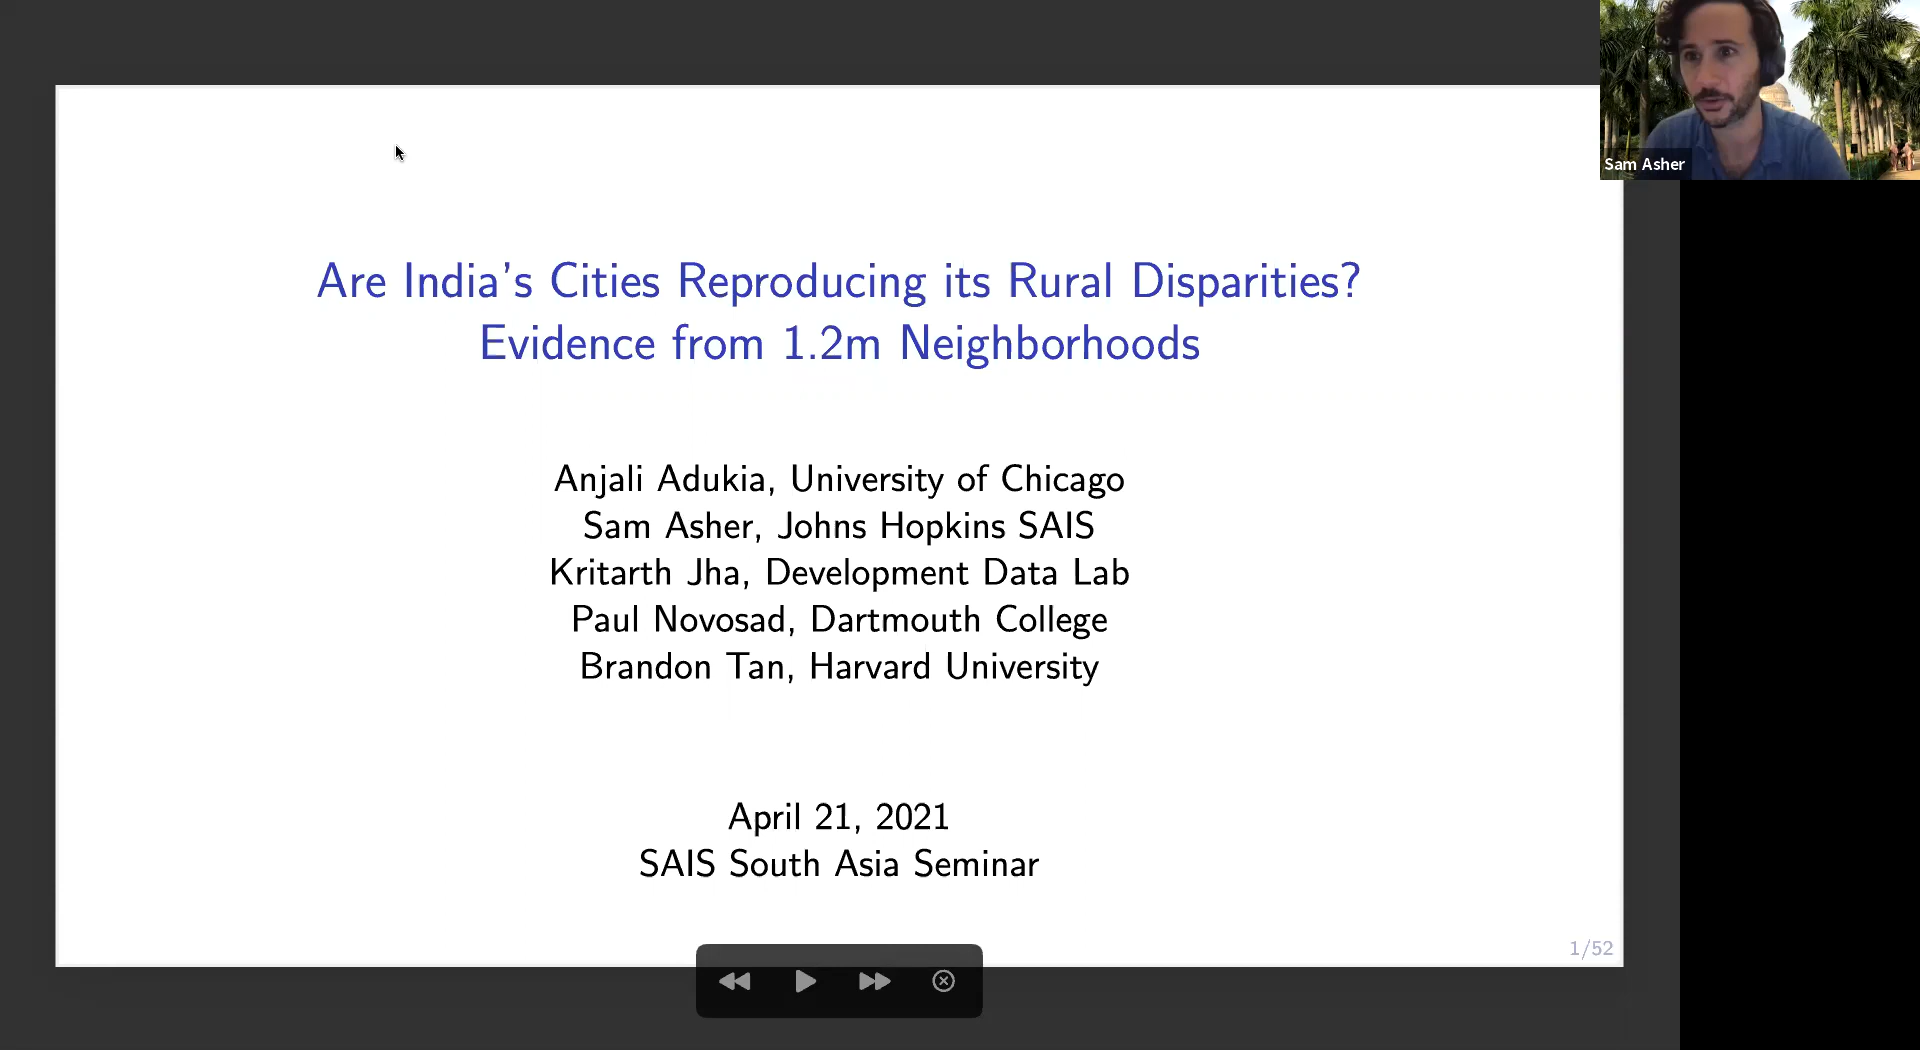 Sam Asher
Are India's Cities Reproducing its Rural Disparities?
Evidence from 1.2m Neighborhoods
Anjali Adukia, University of Chicago
Sam Asher, Johns Hopkins SAIS
Kritarth Jha, Development Data Lab
Paul Novosad, Dartmouth College
Brandon Tan, Harvard University
April 21, 2021
SAIS South Asia Seminar
1/52